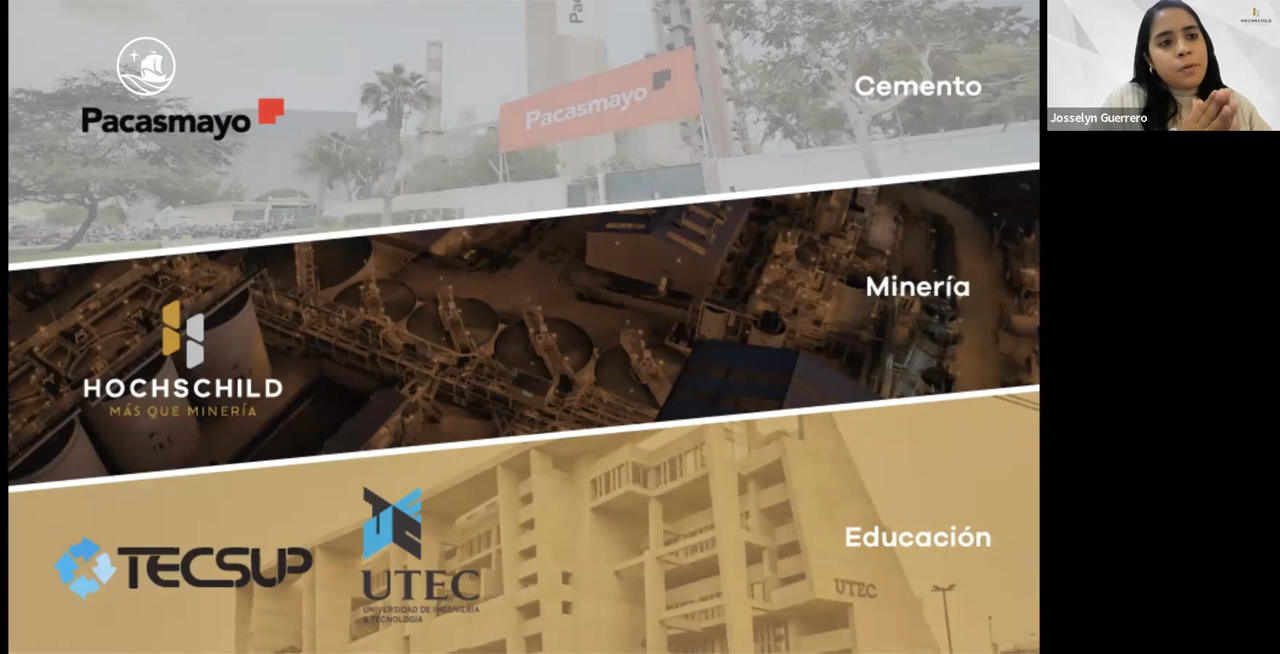 Pa
Pacasmayo
Pacasmayo
Cemento
HOCHSCHILD
Josselyn Guerrero
Minería
HOCHSCHILD
MÁS QUE MINERÍA
Educación
TECSUP
UTEC
UNIVERSIDAD DE INGENIERÍA
& TECNOLOGÍA
UTEC